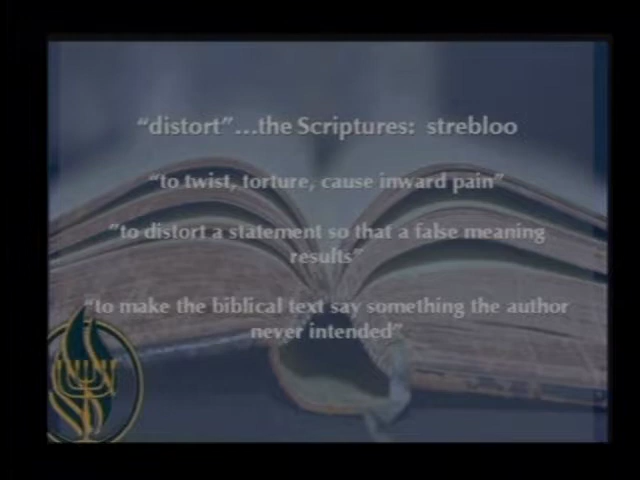 “distort”...the Scriptures: strebloo
“to twist, torture, cause inward pain”
”to distort a statement so that a false meaning
results”
“to make the biblical text say something the author
never intended”